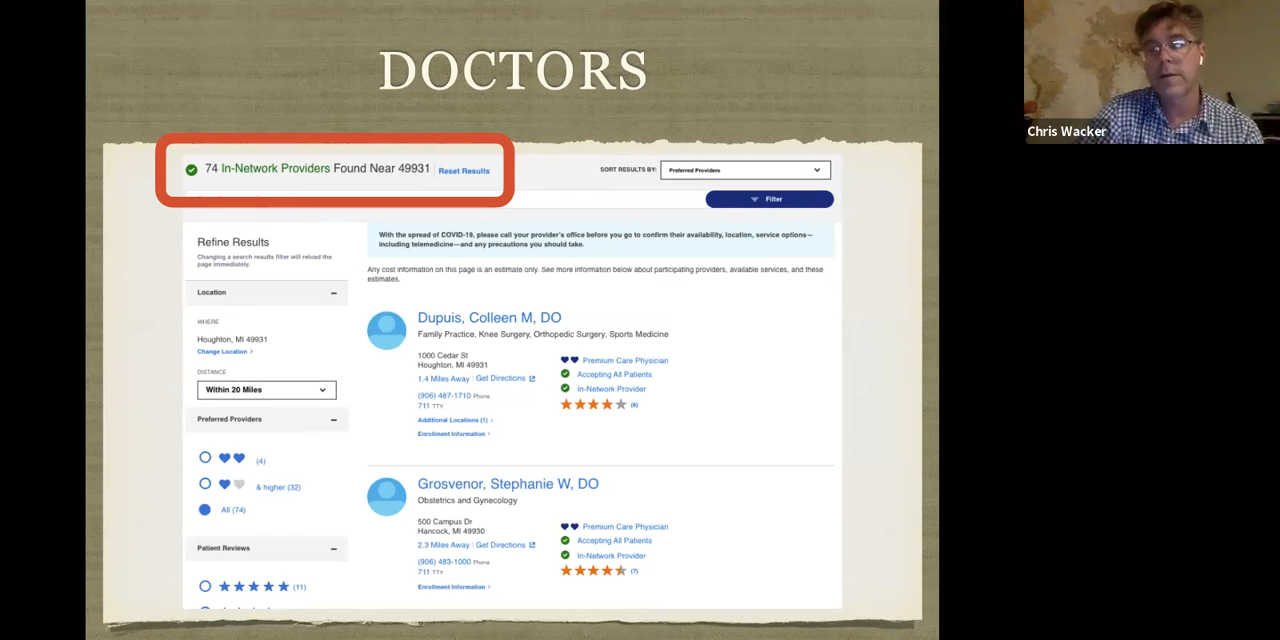 DOCTORS
Chris Wacker
74 In-Network Providers Found Near 49931 Reset Results
SORT RESULTS BY: Preferred Providers
Filter
Refine Results
Changing a search results filter will reload the
page immediately.
Location
WHERE
Houghton, MI 49931
Change Location
DISTANCE
Within 20 Miles
Preferred Providers
(4)
& higher (32)
All (74)
Patient Reviews
(11)
With the spread of COVID-19, please call your provider's office before you go to confirm their availability, location, service options—
including telemedicine—and any precautions you should take.
Any cost information on this page is an estimate only. See more information below about participating providers, available services, and these
estimates.
Dupuis, Colleen M, DO
Family Practice, Knee Surgery, Orthopedic Surgery, Sports Medicine
1000 Cedar St
Houghton, MI 49931
1.4 Miles Away | Get Directions
(906) 487-1710 Phone
711 TTY
Additional Locations (1)
Enrollment Information
Premium Care Physician
Accepting All Patients
In-Network Provider
(6)
Grosvenor, Stephanie W, DO
Obstetrics and Gynecology
500 Campus Dr
Hancock, MI 49930
2.3 Miles Away | Get Directions
(906) 483-1000 Phone
711 TTY
Enrollment Information
Premium Care Physician
Accepting All Patients
In-Network Provider
(7)